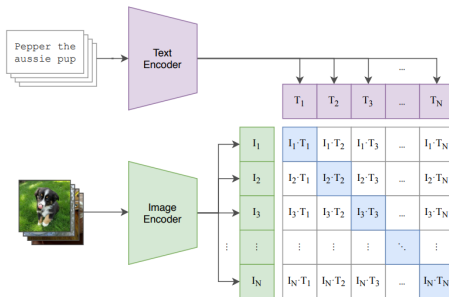 Pepper the
aussie pup
Text
Encoder
...
T1 T2 T3 ... TN
Image
Encoder
I1 I1·T1 I1·T2 I1·T3 ... I1·TN
I2 I2·T1 I2·T2 I2·T3 ... I2·TN
I3 I3·T1 I3·T2 I3·T3 ... I3·TN
⋮ ⋮ ⋮ ⋮ ⋱ ⋮
IN IN·T1 IN·T2 IN·T3 ... IN·TN